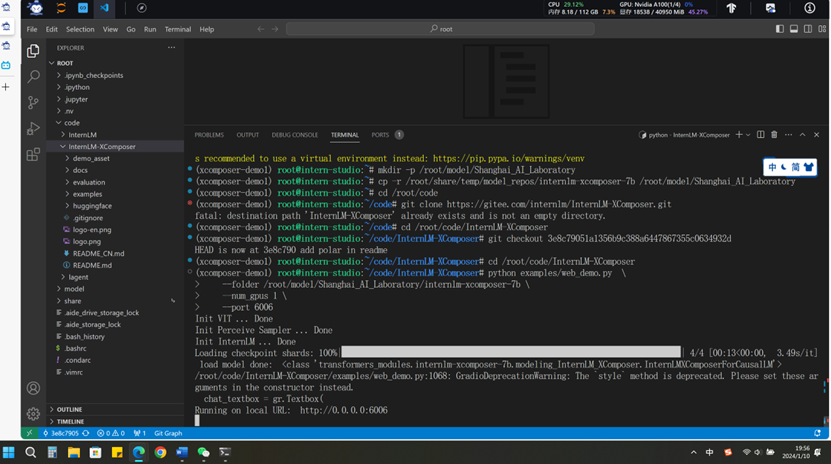 CPU 29.12% GPU: Nvidia A100(1/4) 0%
内存 8.18 / 112 GB 7.3% 显存 18538 / 40950 MiB 45.27%
File Edit Selection View Go Run Terminal Help
root
EXPLORER
ROOT
.ipynb_checkpoints
.ipython
.jupyter
.nv
code
InternLM
InternLM-XComposer
demo_asset
docs
evaluation
examples
huggingface
.gitignore
logo-en.png
logo.png
README_CN.md
README.md
lagent
model
share
.aide_drive_storage_lock
.aide_storage_lock
.bash_history
.bashrc
.condarc
.vimrc
OUTLINE
TIMELINE
PROBLEMS OUTPUT DEBUG CONSOLE TERMINAL PORTS 1
python - InternLM-XComposer
中 简
s recommended to use a virtual environment instead: https://pip.pypa.io/warnings/venv
(xcomposer-demo1) root@intern-studio:~# mkdir -p /root/model/Shanghai_AI_Laboratory
(xcomposer-demo1) root@intern-studio:~# cp -r /root/share/temp/model_repos/internlm-xcomposer-7b /root/model/Shanghai_AI_Laboratory
(xcomposer-demo1) root@intern-studio:~# cd /root/code
(xcomposer-demo1) root@intern-studio:~/code# git clone https://gitee.com/internlm/InternLM-XComposer.git
fatal: destination path 'InternLM-XComposer' already exists and is not an empty directory.
(xcomposer-demo1) root@intern-studio:~/code# cd /root/code/InternLM-XComposer
(xcomposer-demo1) root@intern-studio:~/code/InternLM-XComposer# git checkout 3e8c79051a1356b9c388a6447867355c0634932d
HEAD is now at 3e8c790 add polar in readme
(xcomposer-demo1) root@intern-studio:~/code/InternLM-XComposer# cd /root/code/InternLM-XComposer
(xcomposer-demo1) root@intern-studio:~/code/InternLM-XComposer# python examples/web_demo.py \
> --folder /root/model/Shanghai_AI_Laboratory/internlm-xcomposer-7b \
> --num_gpus 1 \
> --port 6006
Init VIT ... Done
Init Perceive Sampler ... Done
Init InternLM ... Done
Loading checkpoint shards: 100%| | 4/4 [00:13<00:00, 3.49s/it]
load model done: <class 'transformers_modules.internlm-xcomposer-7b.modeling_InternLM_XComposer.InternLMXComposerForCausalLM'>
/root/code/InternLM-XComposer/examples/web_demo.py:1068: GradioDeprecationWarning: The `style` method is deprecated. Please set these ar
guments in the constructor instead.
chat_textbox = gr.Textbox(
Running on local URL: http://0.0.0.0:6006
3e8c7905 0 0 1 Git Graph
中
19:56
2024/1/10